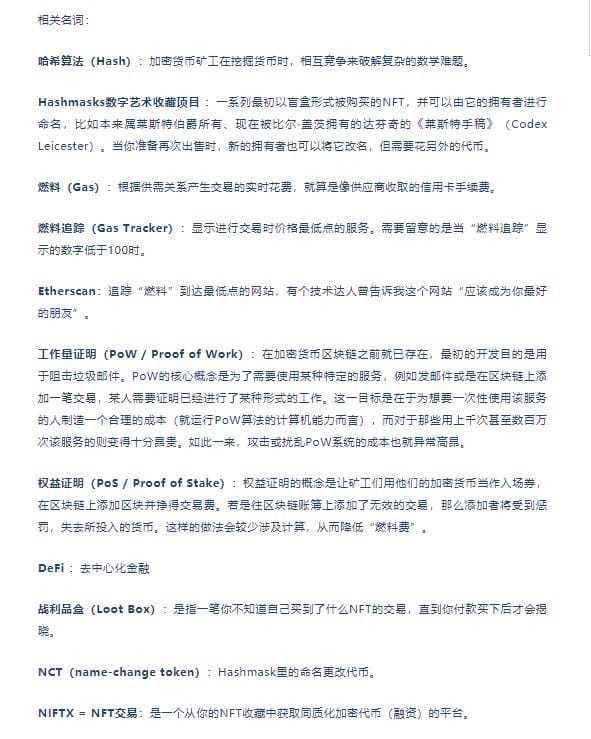 相关名词：
哈希算法（Hash）：加密货币矿工在挖掘货币时，相互竞争来破解复杂的数学难题。
Hashmasks数字艺术收藏项目：一系列最初以盲盒形式被购买的NFT，并可以由它的拥有者进行
命名，比如本来属莱斯特伯爵所有、现在被比尔·盖茨拥有的达芬奇的《莱斯特手稿》（Codex
Leicester）。当你准备再次出售时，新的拥有者也可以将它改名，但需要花另外的代币。
燃料（Gas）：根据供需关系产生交易的实时花费，就算是像供应商收取的信用卡手续费。
燃料追踪（Gas Tracker）：显示进行交易时价格最低点的服务。需要留意的是当“燃料追踪”显
示的数字低于100时。
Etherscan：追踪“燃料”到达最低点的网站，有个技术达人曾告诉我这个网站“应该成为你最好
的朋友”。
工作量证明（PoW / Proof of Work）：在加密货币区块链之前就已存在，最初的开发目的是用
于阻击垃圾邮件。PoW的核心概念是为了需要使用某种特定的服务，例如发邮件或是在区块链上添
加一笔交易，某人需要证明已经进行了某种形式的工作。这一目标是在于为想要一次性使用该服务
的人制造一个合理的成本（就运行PoW算法的计算机能力而言），而对于那些用上千次甚至数百万
次该服务的则变得十分昂贵。如此一来，攻击或扰乱PoW系统的成本也就异常高昂。
权益证明（PoS / Proof of Stake）：权益证明的概念是让矿工们用他们的加密货币当作入场券，
在区块链上添加区块并挣得交易费。若是往区块链账簿上添加了无效的交易，那么添加者将受到惩
罚，失去所投入的货币。这样的做法会较少涉及计算，从而降低“燃料费”。
DeFi：去中心化金融
战利品盒（Loot Box）：是指一笔你不知道自己买到了什么NFT的交易，直到你付款买下后才会揭
晓。
NCT（name-change token）：Hashmask里的命名更改代币。
NIFTX = NFT交易：是一个从你的NFT收藏中获取同质化加密代币（融资）的平台。